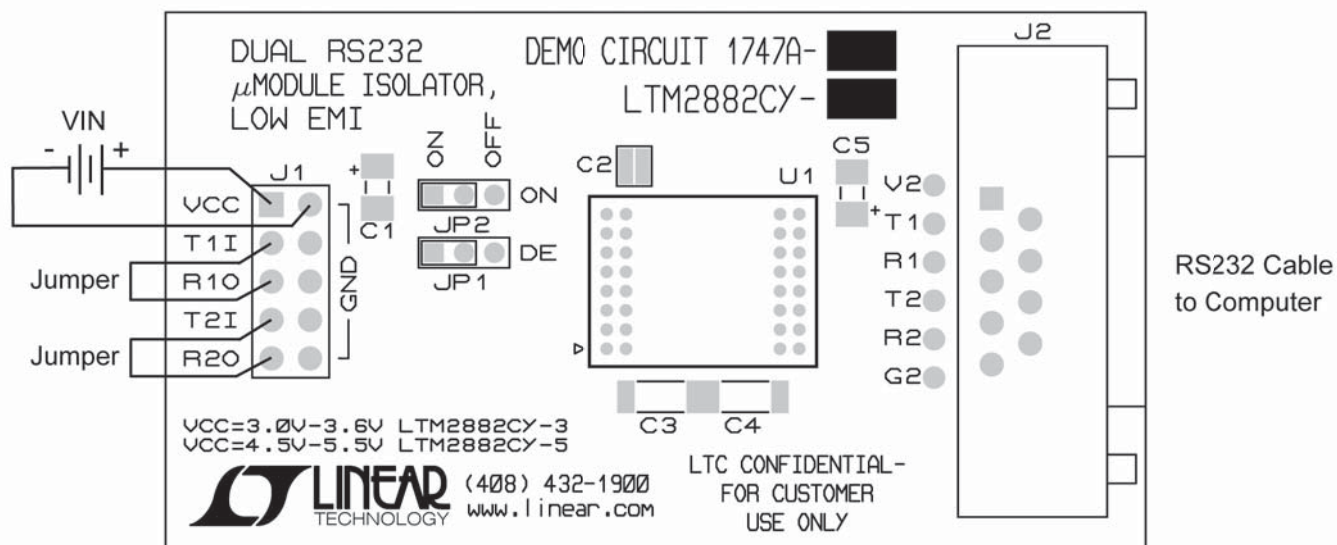 DUAL RS232
μMODULE ISOLATOR,
LOW EMI
DEMO CIRCUIT 1747A-
LTM2882CY-
J2
VIN
- +
J1
VCC
T1I
R1O
T2I
R2O
GND
Jumper
Jumper
+
C1
ON OFF
ON
JP2
DE
JP1
C2
U1
C5
+
V2
T1
R1
T2
R2
G2
C3 C4
RS232 Cable
to Computer
VCC=3.0V-3.6V LTM2882CY-3
VCC=4.5V-5.5V LTM2882CY-5
LINEAR
TECHNOLOGY
(408) 432-1900
www.linear.com
LTC CONFIDENTIAL-
FOR CUSTOMER
USE ONLY